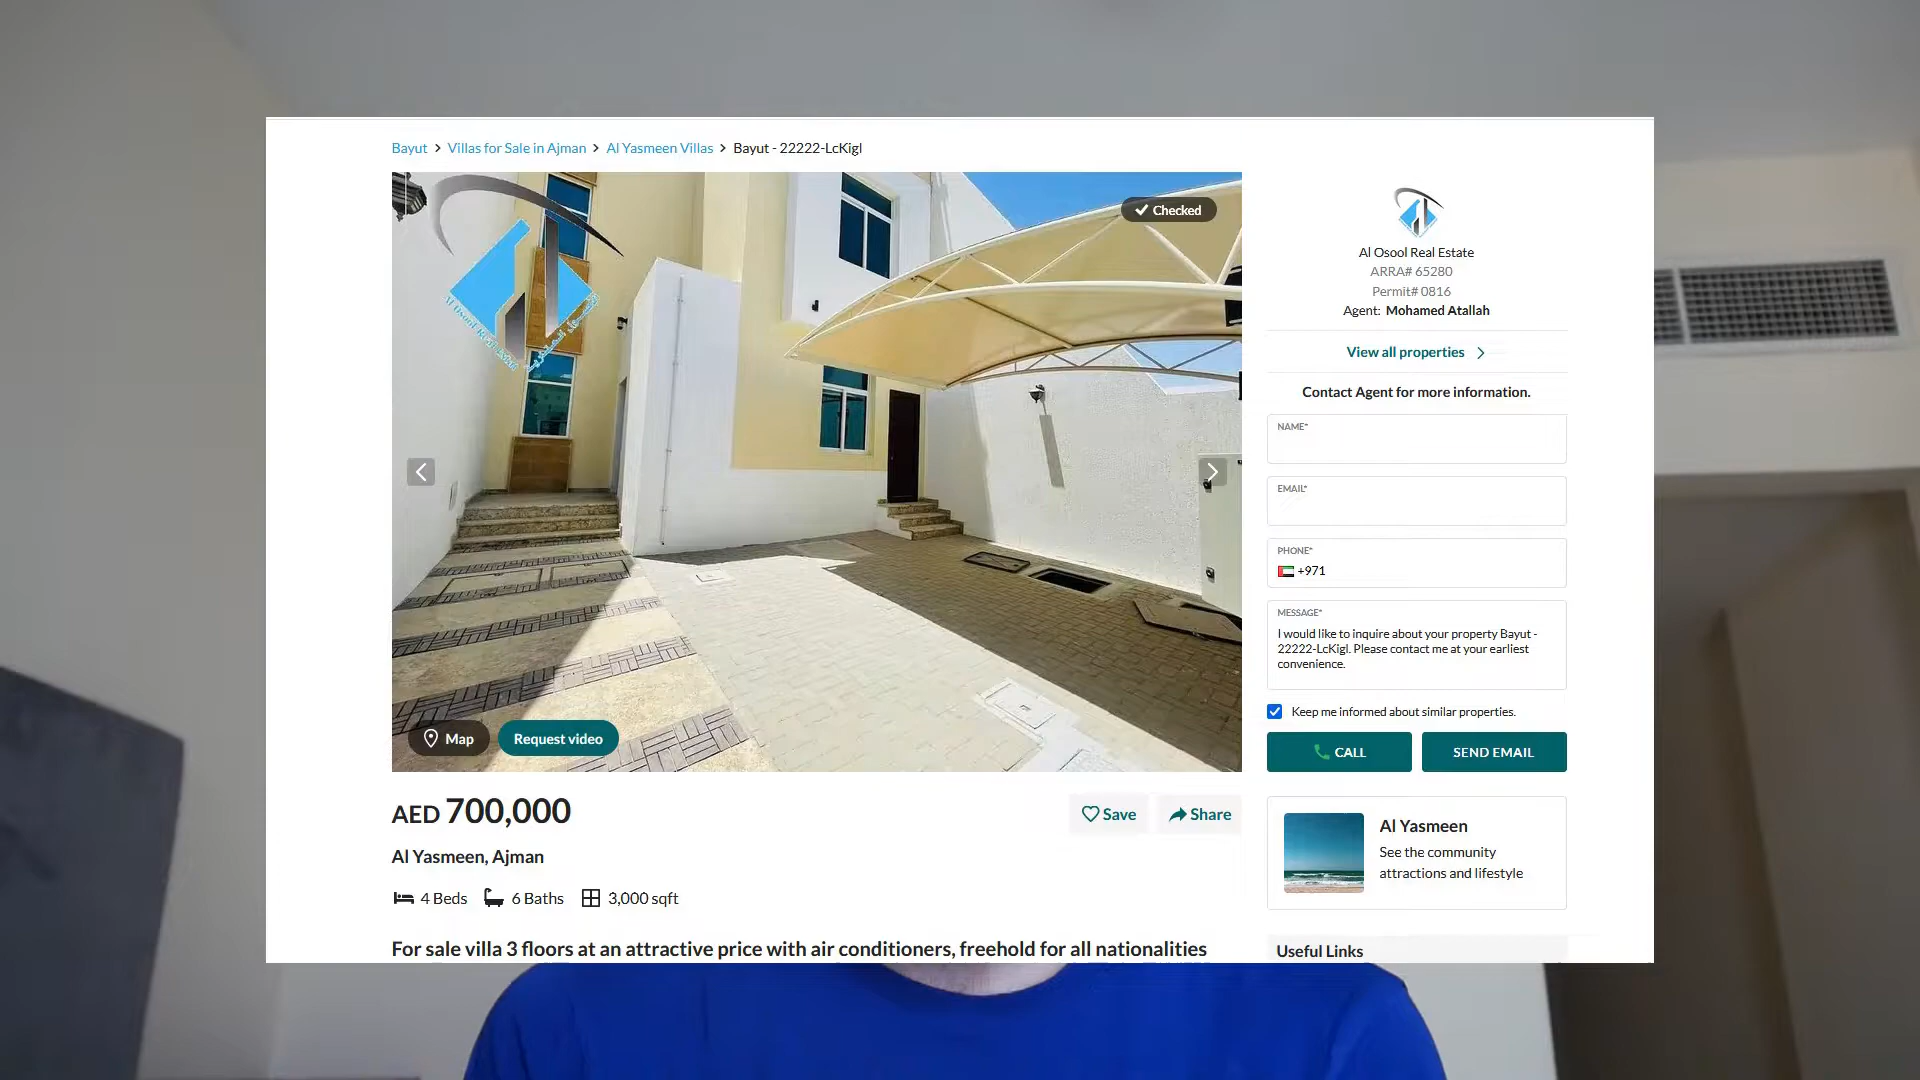 Bayut > Villas for Sale in Ajman > Al Yasmeen Villas > Bayut - 22222-LcKigl
Checked
Map
Request video
AED 700,000
Save
Share
Al Yasmeen, Ajman
4 Beds 6 Baths 3,000 sqft
For sale villa 3 floors at an attractive price with air conditioners, freehold for all nationalities
Al Osool Real Estate
ARRA# 65280
Permit# 0816
Agent: Mohamed Atallah
View all properties >
Contact Agent for more information.
NAME*
EMAIL*
PHONE*
+971
MESSAGE*
I would like to inquire about your property Bayut -
22222-LcKigl. Please contact me at your earliest
convenience.
Keep me informed about similar properties.
CALL
SEND EMAIL
Al Yasmeen
See the community
attractions and lifestyle
Useful Links